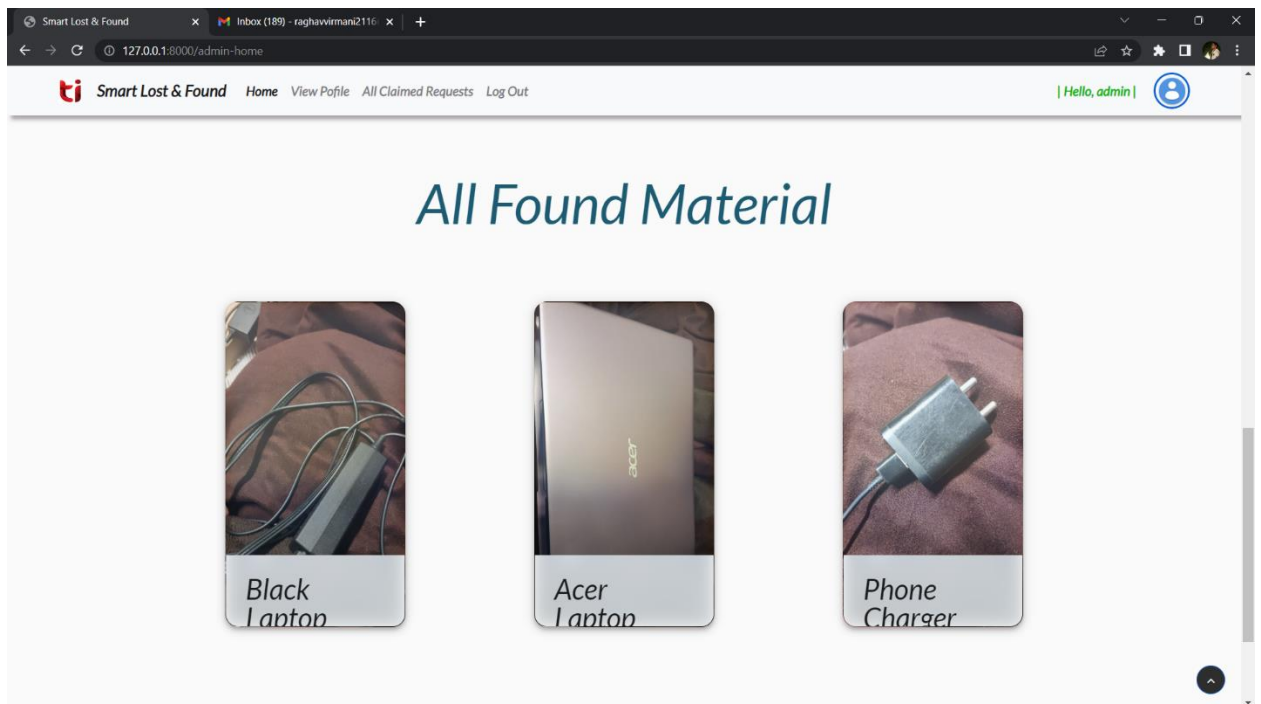 Smart Lost & Found
Inbox (189) - raghavvirmani2116
127.0.0.1:8000/admin-home
ti Smart Lost & Found Home View Pofile All Claimed Requests Log Out | Hello, admin |
All Found Material
acer
Black
Laptop
Acer
Laptop
Phone
Charger